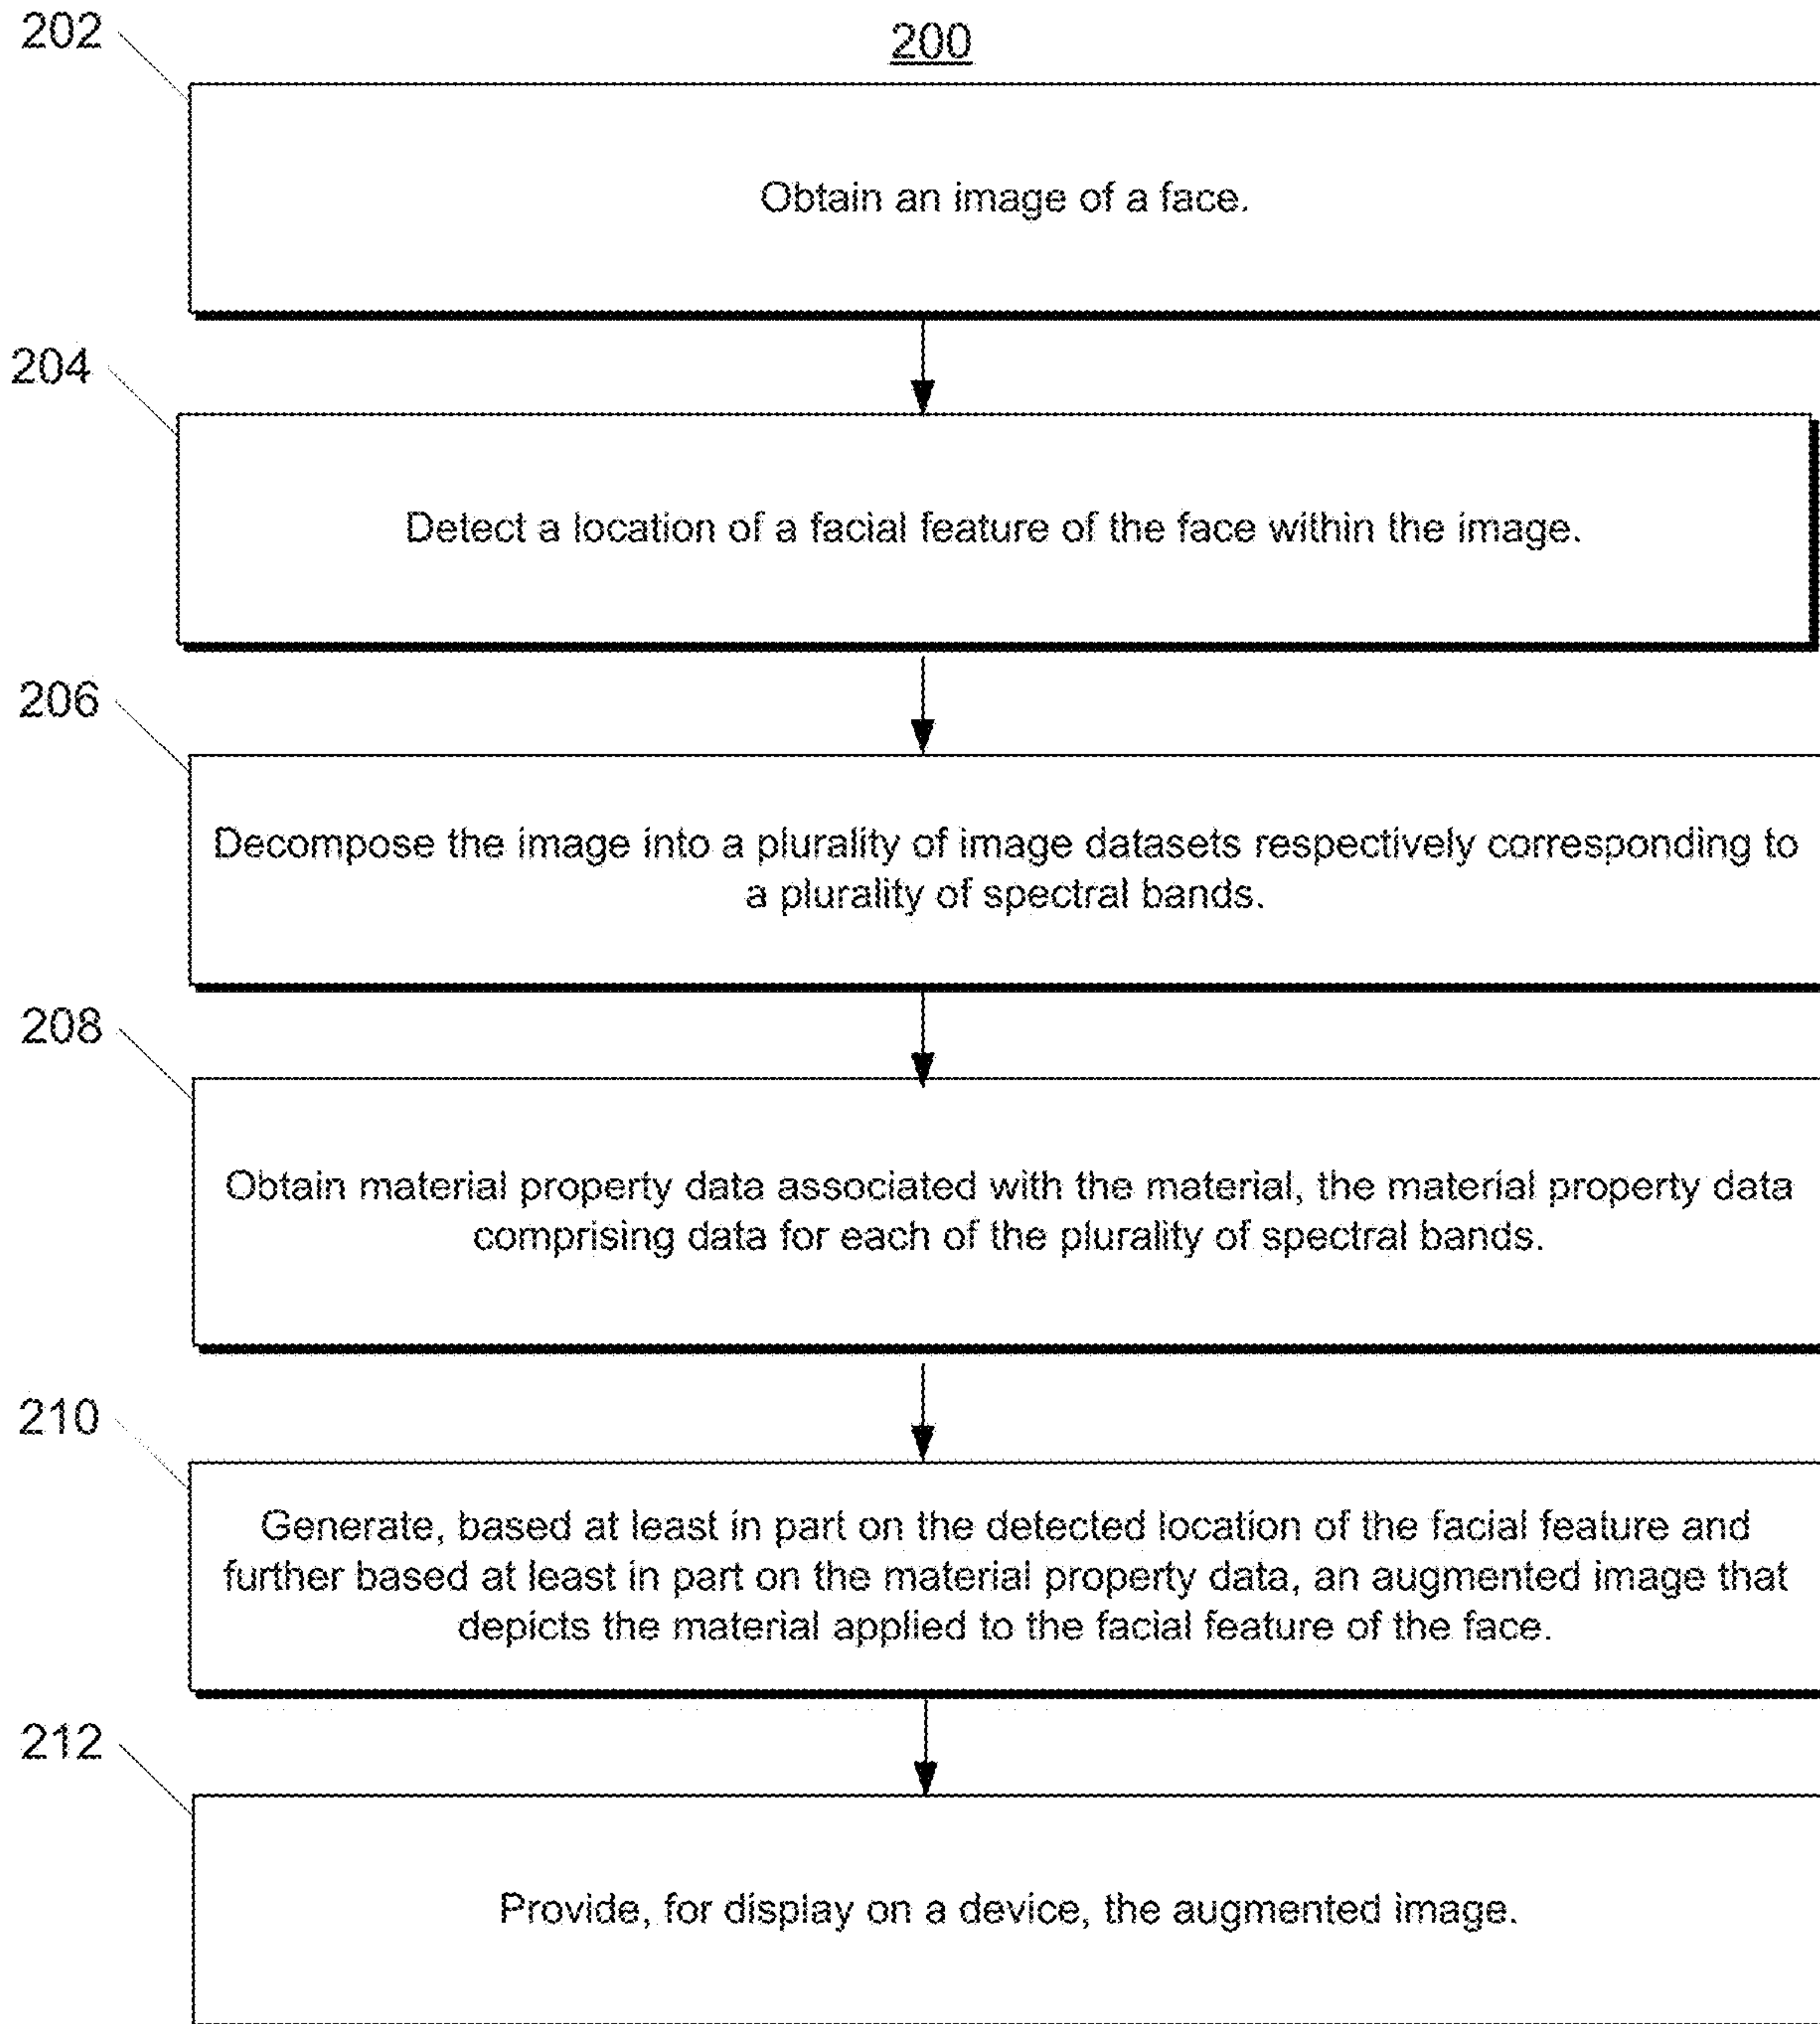 202
200
Obtain an image of a face.
204
Detect a location of a facial feature of the face within the image.
206
Decompose the image into a plurality of image datasets respectively corresponding to
a plurality of spectral bands.
208
Obtain material property data associated with the material, the material property data
comprising data for each of the plurality of spectral bands.
210
Generate, based at least in part on the detected location of the facial feature and
further based at least in part on the material property data, an augmented image that
depicts the material applied to the facial feature of the face.
212
Provide, for display on a device, the augmented image.